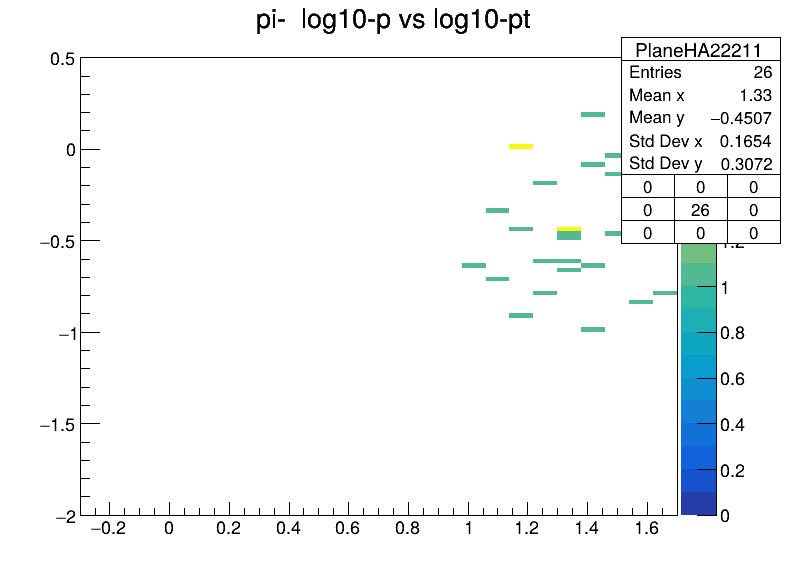 pi-  log10-p vs log10-pt
PlaneHA22211
Entries 26
Mean x 1.33
Mean y −0.4507
Std Dev x 0.1654
Std Dev y 0.3072
0 0 0
0 26 0
0 0 0
0.5
0
−0.5
−1
−1.5
−2
−0.2 0 0.2 0.4 0.6 0.8 1 1.2 1.4 1.6
1.2
1
0.8
0.6
0.4
0.2
0